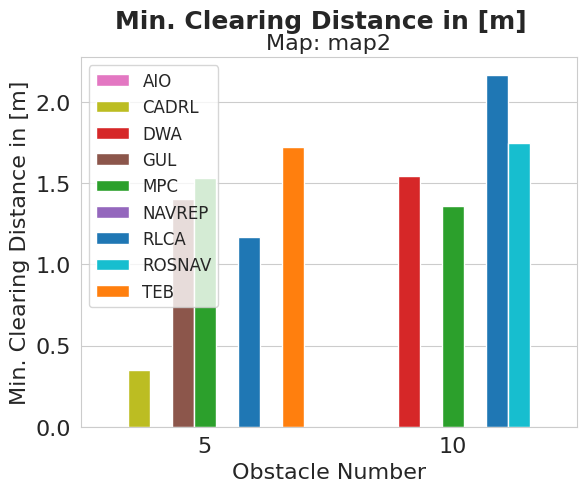 Min. Clearing Distance in [m]
Map: map2
Min. Clearing Distance in [m]
2.0
1.5
1.0
0.5
0.0
AIO
CADRL
DWA
GUL
MPC
NAVREP
RLCA
ROSNAV
TEB
5
10
Obstacle Number